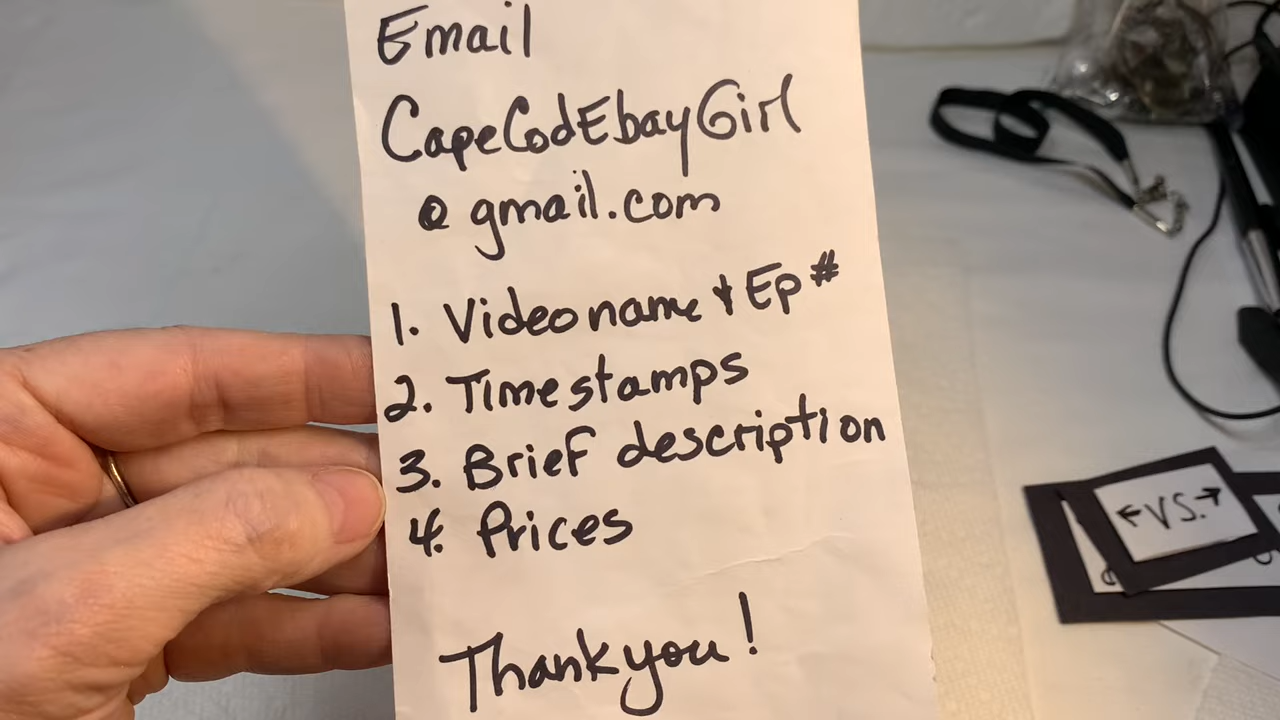 Email
CapeCodEbayGirl
@ gmail.com
1. Video name & Ep #
2. Timestamps
3. Brief description
4. Prices
Thank you!
←VS.→